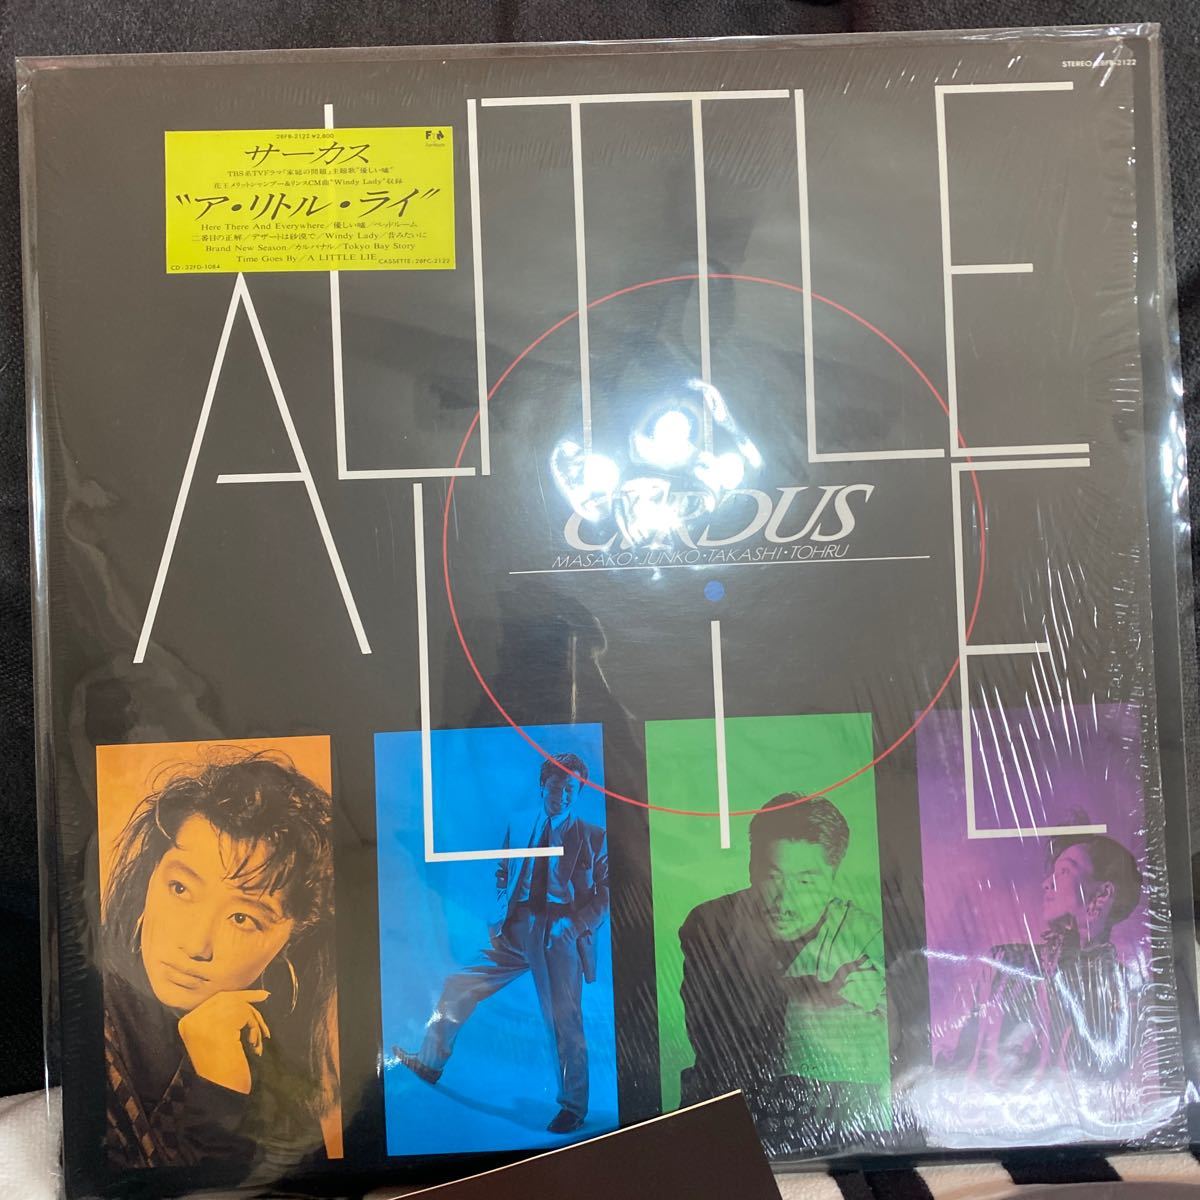 STEREO 28FB-2122
28FB-2122 ¥2,800
サーカス
TBS系TVドラマ「家庭の問題」主題歌"優しい嘘"
花王メリットシャンプー&リンスCM曲"Windy Lady"収録
"ア・リトル・ライ"
Here There And Everywhere/優しい嘘/ベッドルーム
二番目の正解/デザートは砂漠で/Windy Lady/昔みたいに
Brand New Season/カルバナル/Tokyo Bay Story
Time Goes By/A LITTLE LIE
CD:32FD-1084
CASSETTE:28FC-2122
A LITTLE
LIE
CIRCUS
MASAKO・JUNKO・TAKASHI・TOHRU